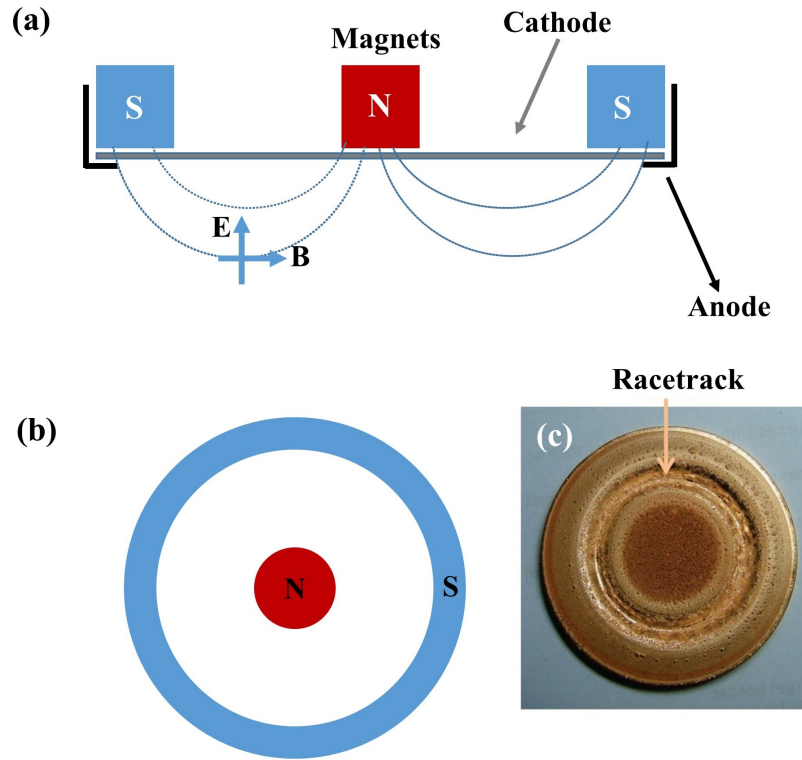 (a)
Magnets
Cathode
S
N
S
E
B
Anode
Racetrack
(b)
(c)
N
S